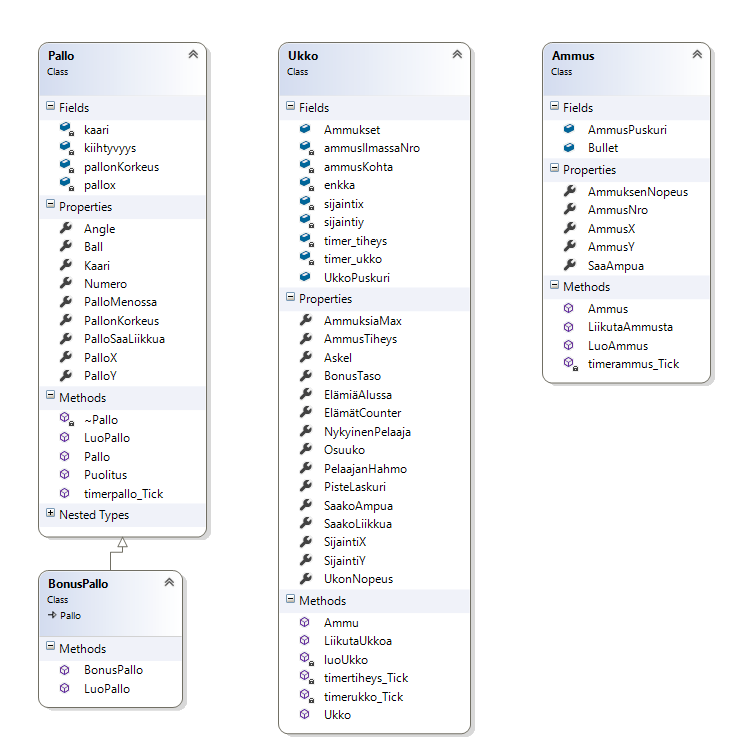 Pallo
Class
Fields
kaari
kiihtyvyys
pallonKorkeus
pallox
Properties
Angle
Ball
Kaari
Numero
PalloMenossa
PallonKorkeus
PalloSaaLiikkua
PalloX
PalloY
Methods
~Pallo
LuoPallo
Pallo
Puolitus
timerpallo_Tick
Nested Types
BonusPallo
Class
Pallo
Methods
BonusPallo
LuoPallo
Ukko
Class
Fields
Ammukset
ammusIlmassaNro
ammusKohta
enkka
sijaintix
sijaintiy
timer_tiheys
timer_ukko
UkkoPuskuri
Properties
AmmuksiaMax
AmmusTiheys
Askel
BonusTaso
ElämiäAlussa
ElämätCounter
NykyinenPelaaja
Osuuko
PelaajanHahmo
PisteLaskuri
SaakoAmpua
SaakoLiikkua
SijaintiX
SijaintiY
UkonNopeus
Methods
Ammu
LiikutaUkkoa
luoUkko
timertiheys_Tick
timerukko_Tick
Ukko
Ammus
Class
Fields
AmmusPuskuri
Bullet
Properties
AmmuksenNopeus
AmmusNro
AmmusX
AmmusY
SaaAmpua
Methods
Ammus
LiikutaAmmusta
LuoAmmus
timerammus_Tick